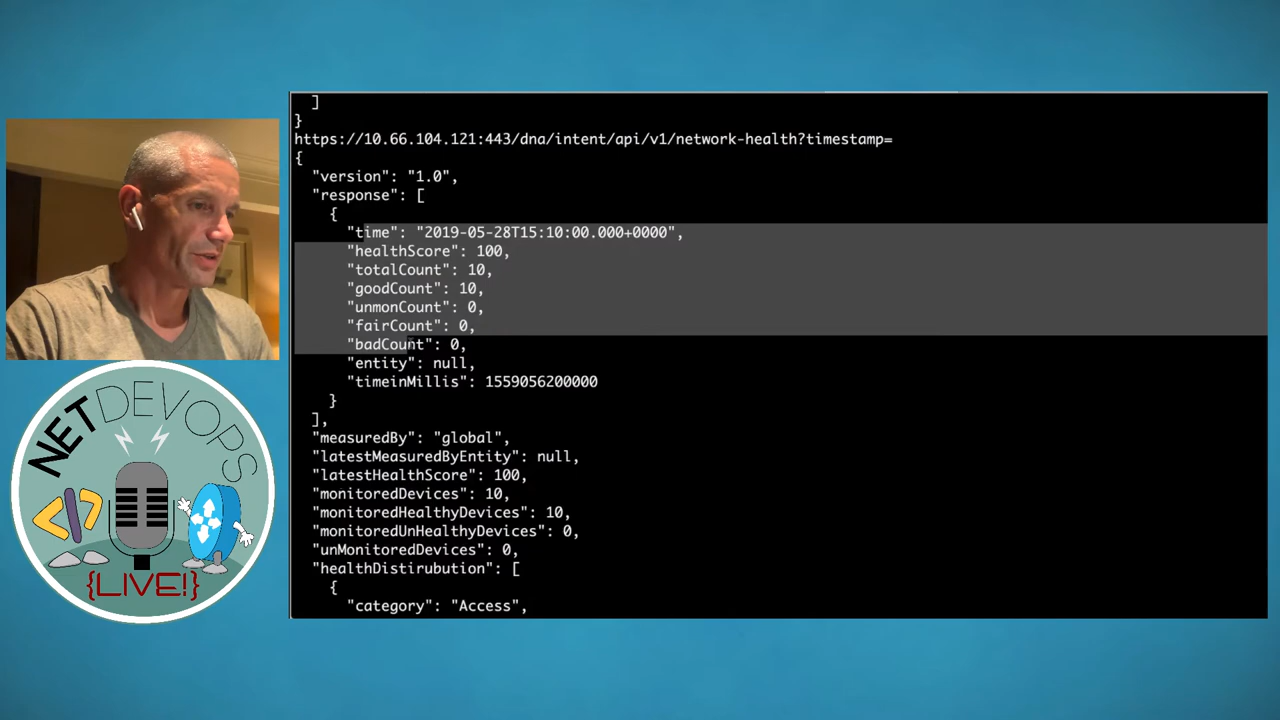 ]
}
https://10.66.104.121:443/dna/intent/api/v1/network-health?timestamp=
{
"version": "1.0",
"response": [
{
"time": "2019-05-28T15:10:00.000+0000",
"healthScore": 100,
"totalCount": 10,
"goodCount": 10,
"unmonCount": 0,
"fairCount": 0,
"badCount": 0,
"entity": null,
"timeinMillis": 1559056200000
}
],
"measuredBy": "global",
"latestMeasuredByEntity": null,
"latestHealthScore": 100,
"monitoredDevices": 10,
"monitoredHealthyDevices": 10,
"monitoredUnHealthyDevices": 0,
"unMonitoredDevices": 0,
"healthDistirubution": [
{
"category": "Access",
NETDEVOPS
</>
{LIVE!}